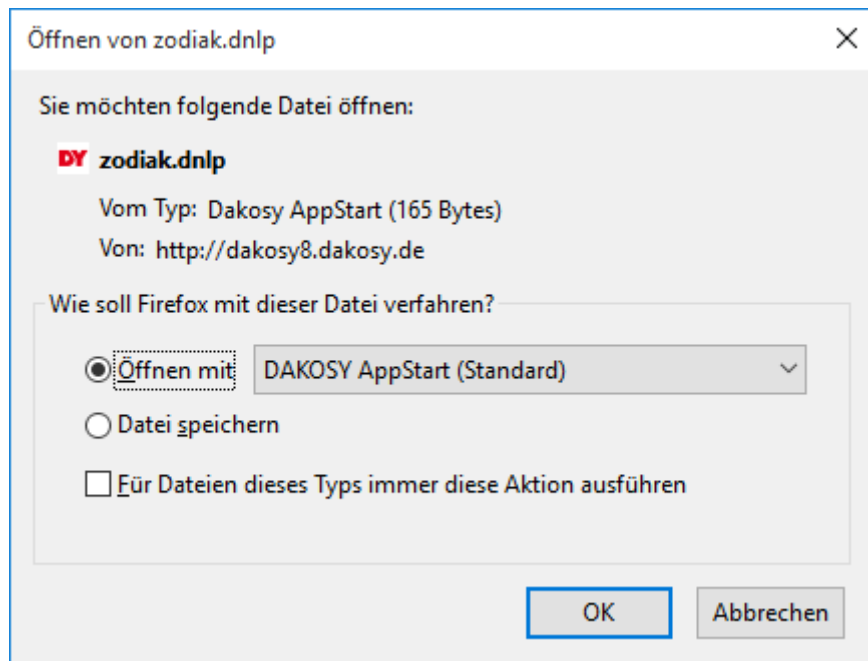 Öffnen von zodiak.dnlp
Sie möchten folgende Datei öffnen:
DY zodiak.dnlp
Vom Typ: Dakosy AppStart (165 Bytes)
Von: http://dakosy8.dakosy.de
Wie soll Firefox mit dieser Datei verfahren?
Öffnen mit DAKOSY AppStart (Standard)
Datei speichern
Für Dateien dieses Typs immer diese Aktion ausführen
OK Abbrechen